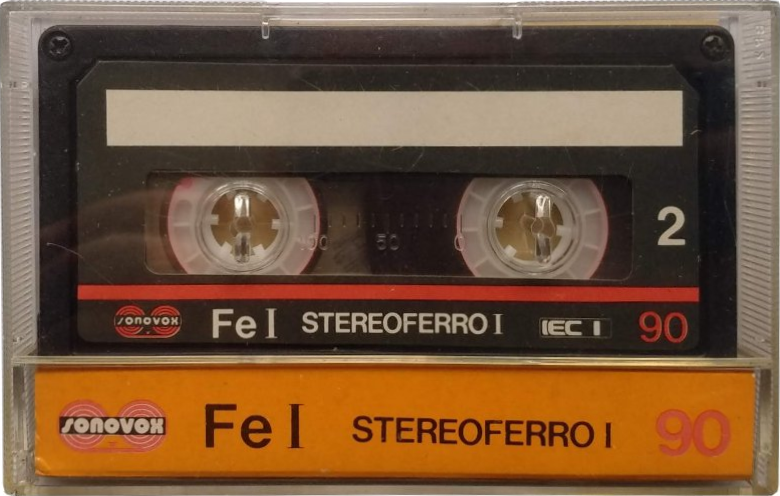 2
100 50 0
sonovox Fe I STEREOFERRO I IEC I 90
sonovox Fe I STEREOFERRO I 90